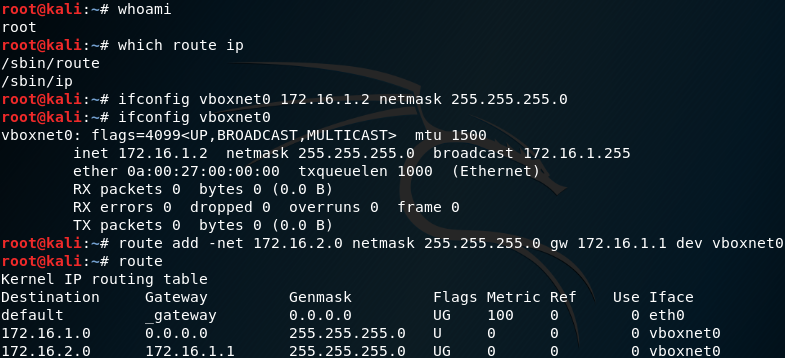 root@kali:~# whoami
root
root@kali:~# which route ip
/sbin/route
/sbin/ip
root@kali:~# ifconfig vboxnet0 172.16.1.2 netmask 255.255.255.0
root@kali:~# ifconfig vboxnet0
vboxnet0: flags=4099<UP,BROADCAST,MULTICAST>  mtu 1500
        inet 172.16.1.2  netmask 255.255.255.0  broadcast 172.16.1.255
        ether 0a:00:27:00:00:00  txqueuelen 1000  (Ethernet)
        RX packets 0  bytes 0 (0.0 B)
        RX errors 0  dropped 0  overruns 0  frame 0
        TX packets 0  bytes 0 (0.0 B)
root@kali:~# route add -net 172.16.2.0 netmask 255.255.255.0 gw 172.16.1.1 dev vboxnet0
root@kali:~# route
Kernel IP routing table
Destination     Gateway         Genmask         Flags Metric Ref    Use Iface
default         _gateway        0.0.0.0         UG    100    0        0 eth0
172.16.1.0      0.0.0.0         255.255.255.0   U     0      0        0 vboxnet0
172.16.2.0      172.16.1.1      255.255.255.0   UG    0      0        0 vboxnet0